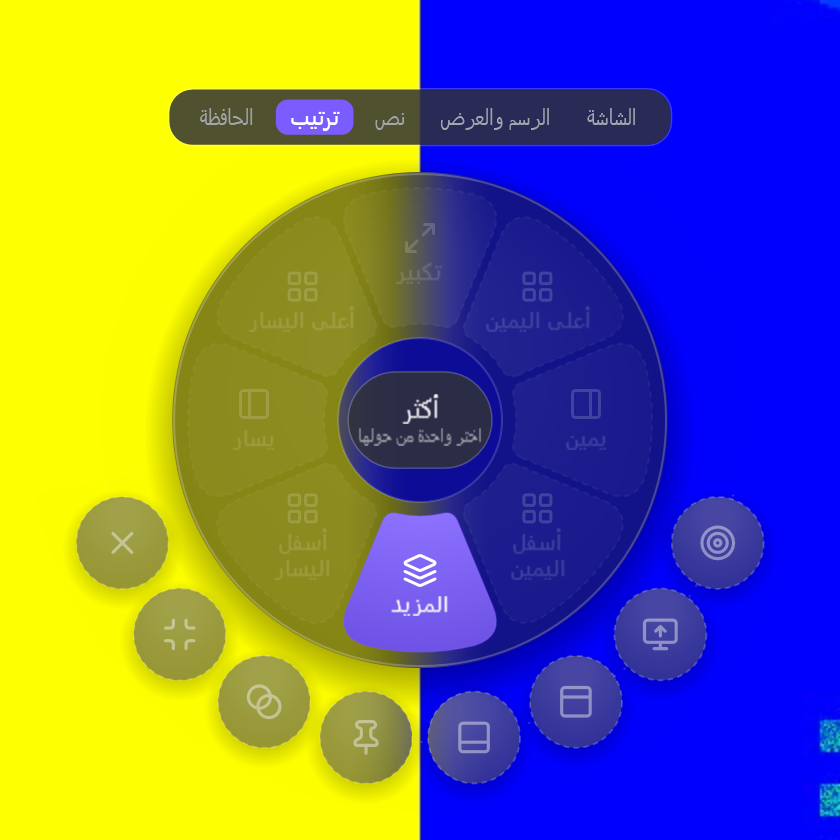 الشاشة الرسم والعرض نص ترتيب الحافظة
تكبير
أعلى اليمين
أعلى اليسار
يمين
أكثر
اختر واحدة من حولها
يسار
أسفل اليمين
أسفل اليسار
المزيد